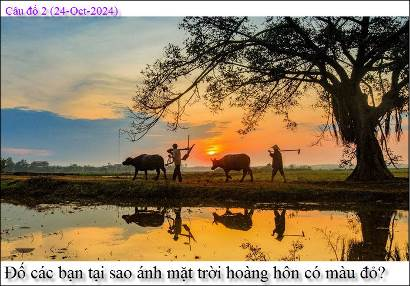 Câu đố 2 (24-Oct-2024)
Đố các bạn tại sao ánh mặt trời hoàng hôn có màu đỏ?